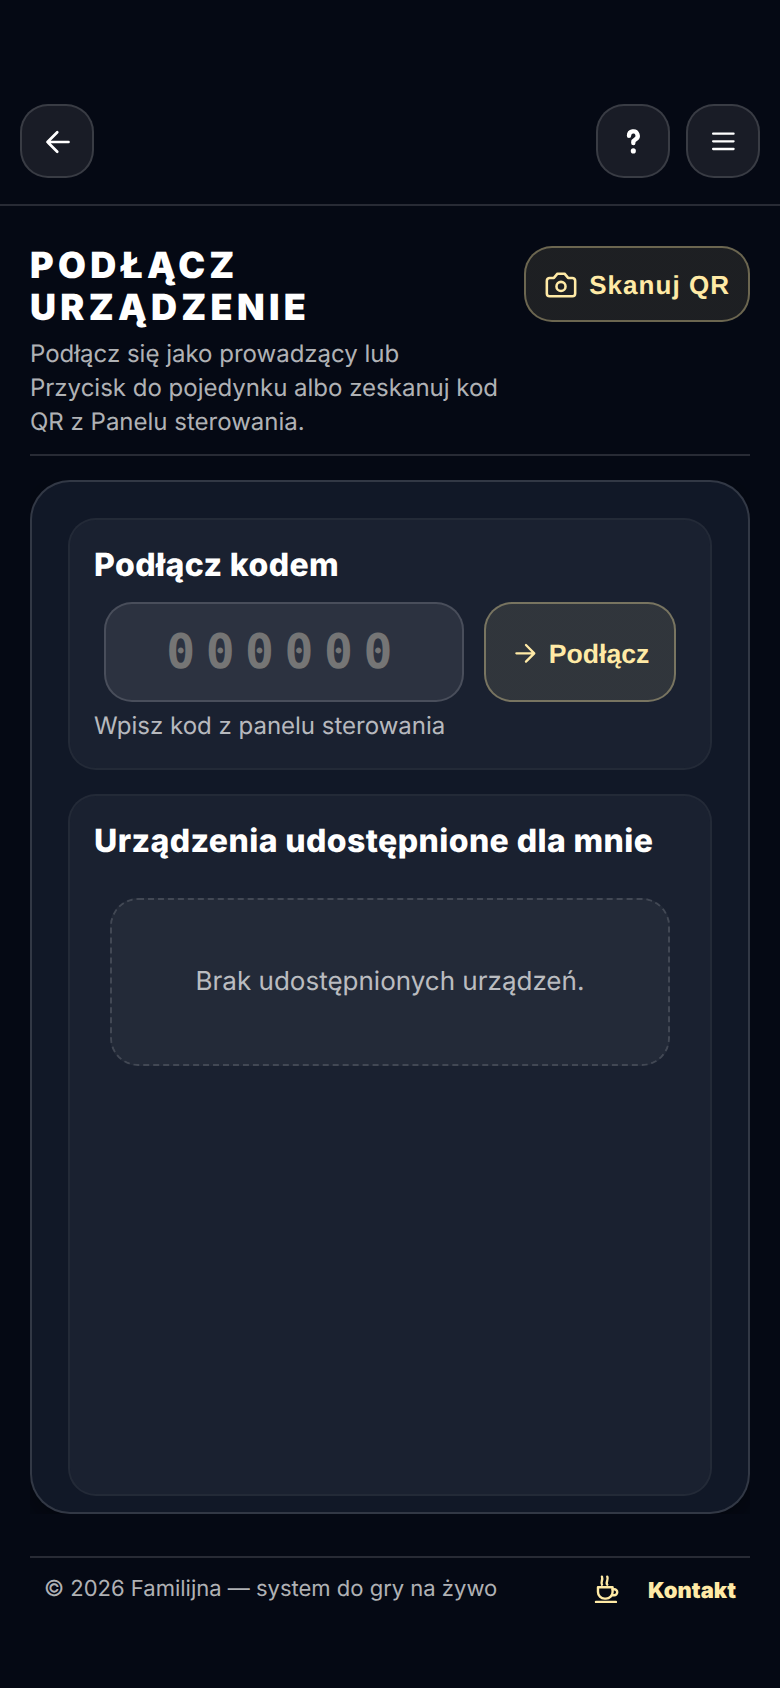 ?
PODŁĄCZ
URZĄDZENIE
Skanuj QR
Podłącz się jako prowadzący lub
Przycisk do pojedynku albo zeskanuj kod
QR z Panelu sterowania.
Podłącz kodem
000000
Podłącz
Wpisz kod z panelu sterowania
Urządzenia udostępnione dla mnie
Brak udostępnionych urządzeń.
© 2026 Familijna — system do gry na żywo
Kontakt